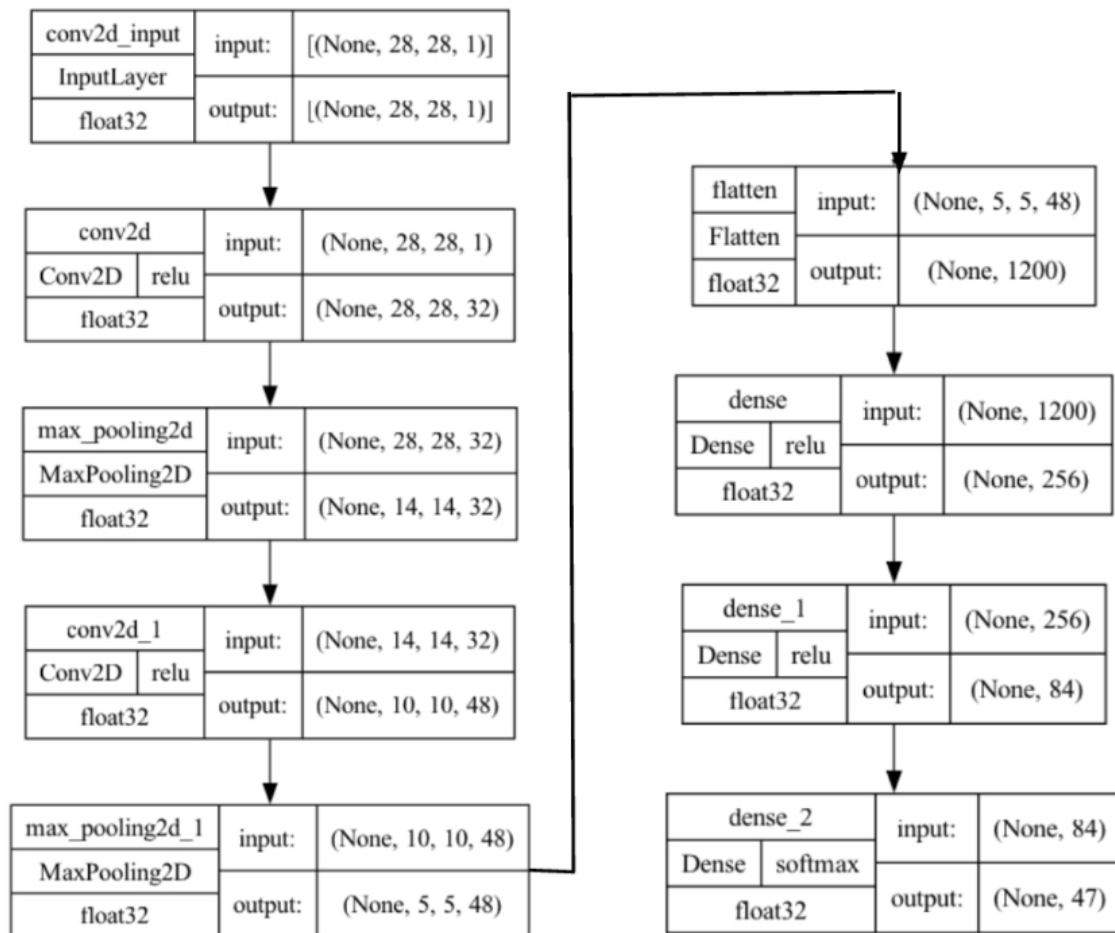 conv2d_input
InputLayer
float32
input: [(None, 28, 28, 1)]
output: [(None, 28, 28, 1)]
conv2d
Conv2D relu
float32
input: (None, 28, 28, 1)
output: (None, 28, 28, 32)
max_pooling2d
MaxPooling2D
float32
input: (None, 28, 28, 32)
output: (None, 14, 14, 32)
conv2d_1
Conv2D relu
float32
input: (None, 14, 14, 32)
output: (None, 10, 10, 48)
max_pooling2d_1
MaxPooling2D
float32
input: (None, 10, 10, 48)
output: (None, 5, 5, 48)
flatten
Flatten
float32
input: (None, 5, 5, 48)
output: (None, 1200)
dense
Dense relu
float32
input: (None, 1200)
output: (None, 256)
dense_1
Dense relu
float32
input: (None, 256)
output: (None, 84)
dense_2
Dense softmax
float32
input: (None, 84)
output: (None, 47)